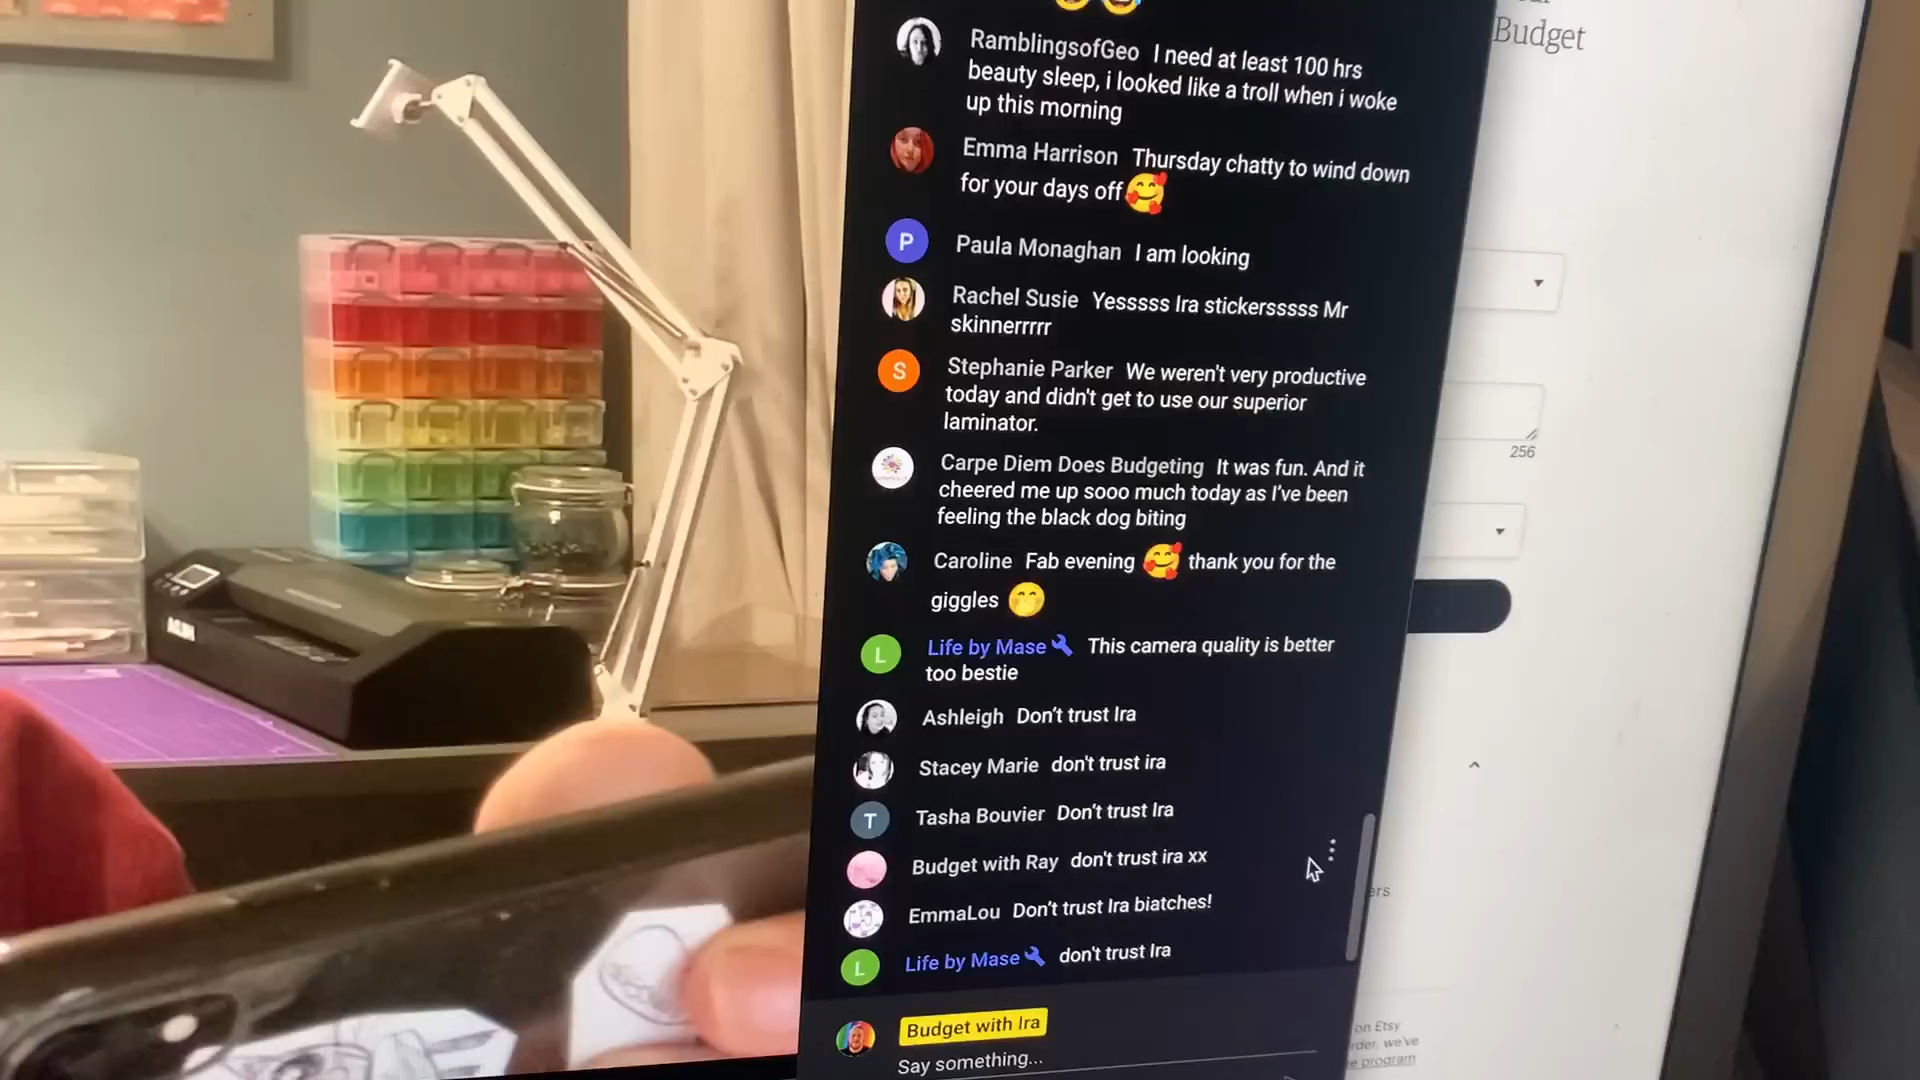 Budget
RamblingsofGeo I need at least 100 hrs
beauty sleep, i looked like a troll when i woke
up this morning
Emma Harrison Thursday chatty to wind down
for your days off
P
Paula Monaghan I am looking
Rachel Susie Yesssss Ira stickersssss Mr
skinnerrrrr
S
Stephanie Parker We weren't very productive
today and didn't get to use our superior
laminator.
256
Carpe Diem Does Budgeting It was fun. And it
cheered me up sooo much today as I've been
feeling the black dog biting
Caroline Fab evening thank you for the
giggles
L
Life by Mase This camera quality is better
too bestie
Ashleigh Don't trust Ira
Stacey Marie don't trust ira
T
Tasha Bouvier Don't trust Ira
Budget with Ray don't trust ira xx
ers
EmmaLou Don't trust Ira biatches!
L
Life by Mase don't trust Ira
Budget with Ira
Say something...
on Etsy
rder, we've
e program